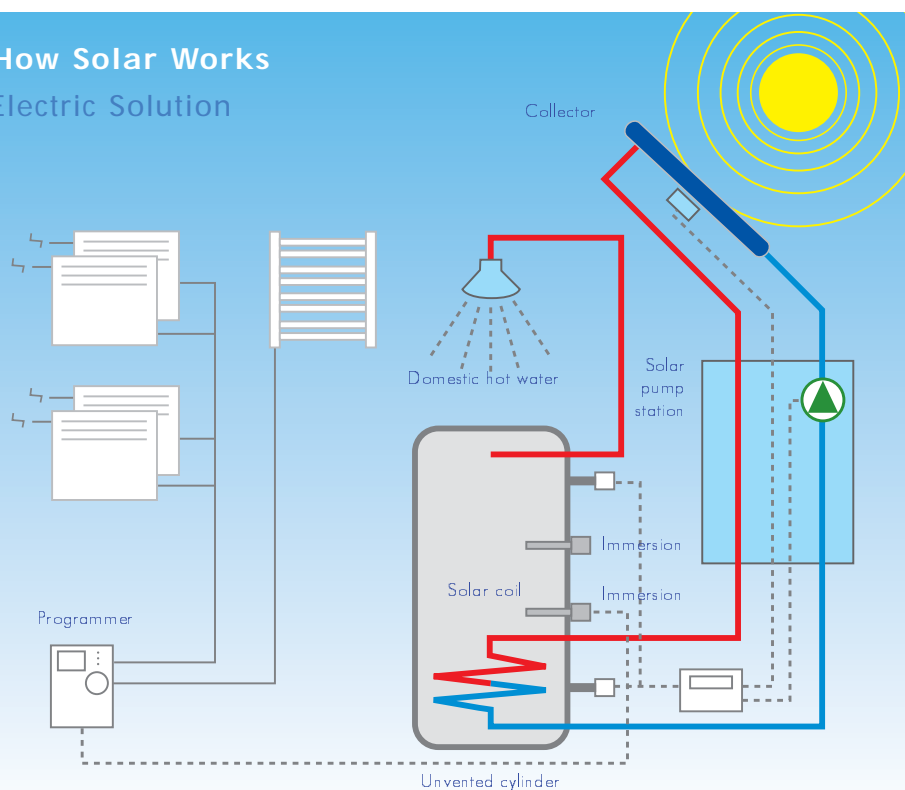 How Solar Works
Electric Solution
Collector
Solar
pump
station
Domestic hot water
Immersion
Solar coil
Immersion
Programmer
Unvented cylinder